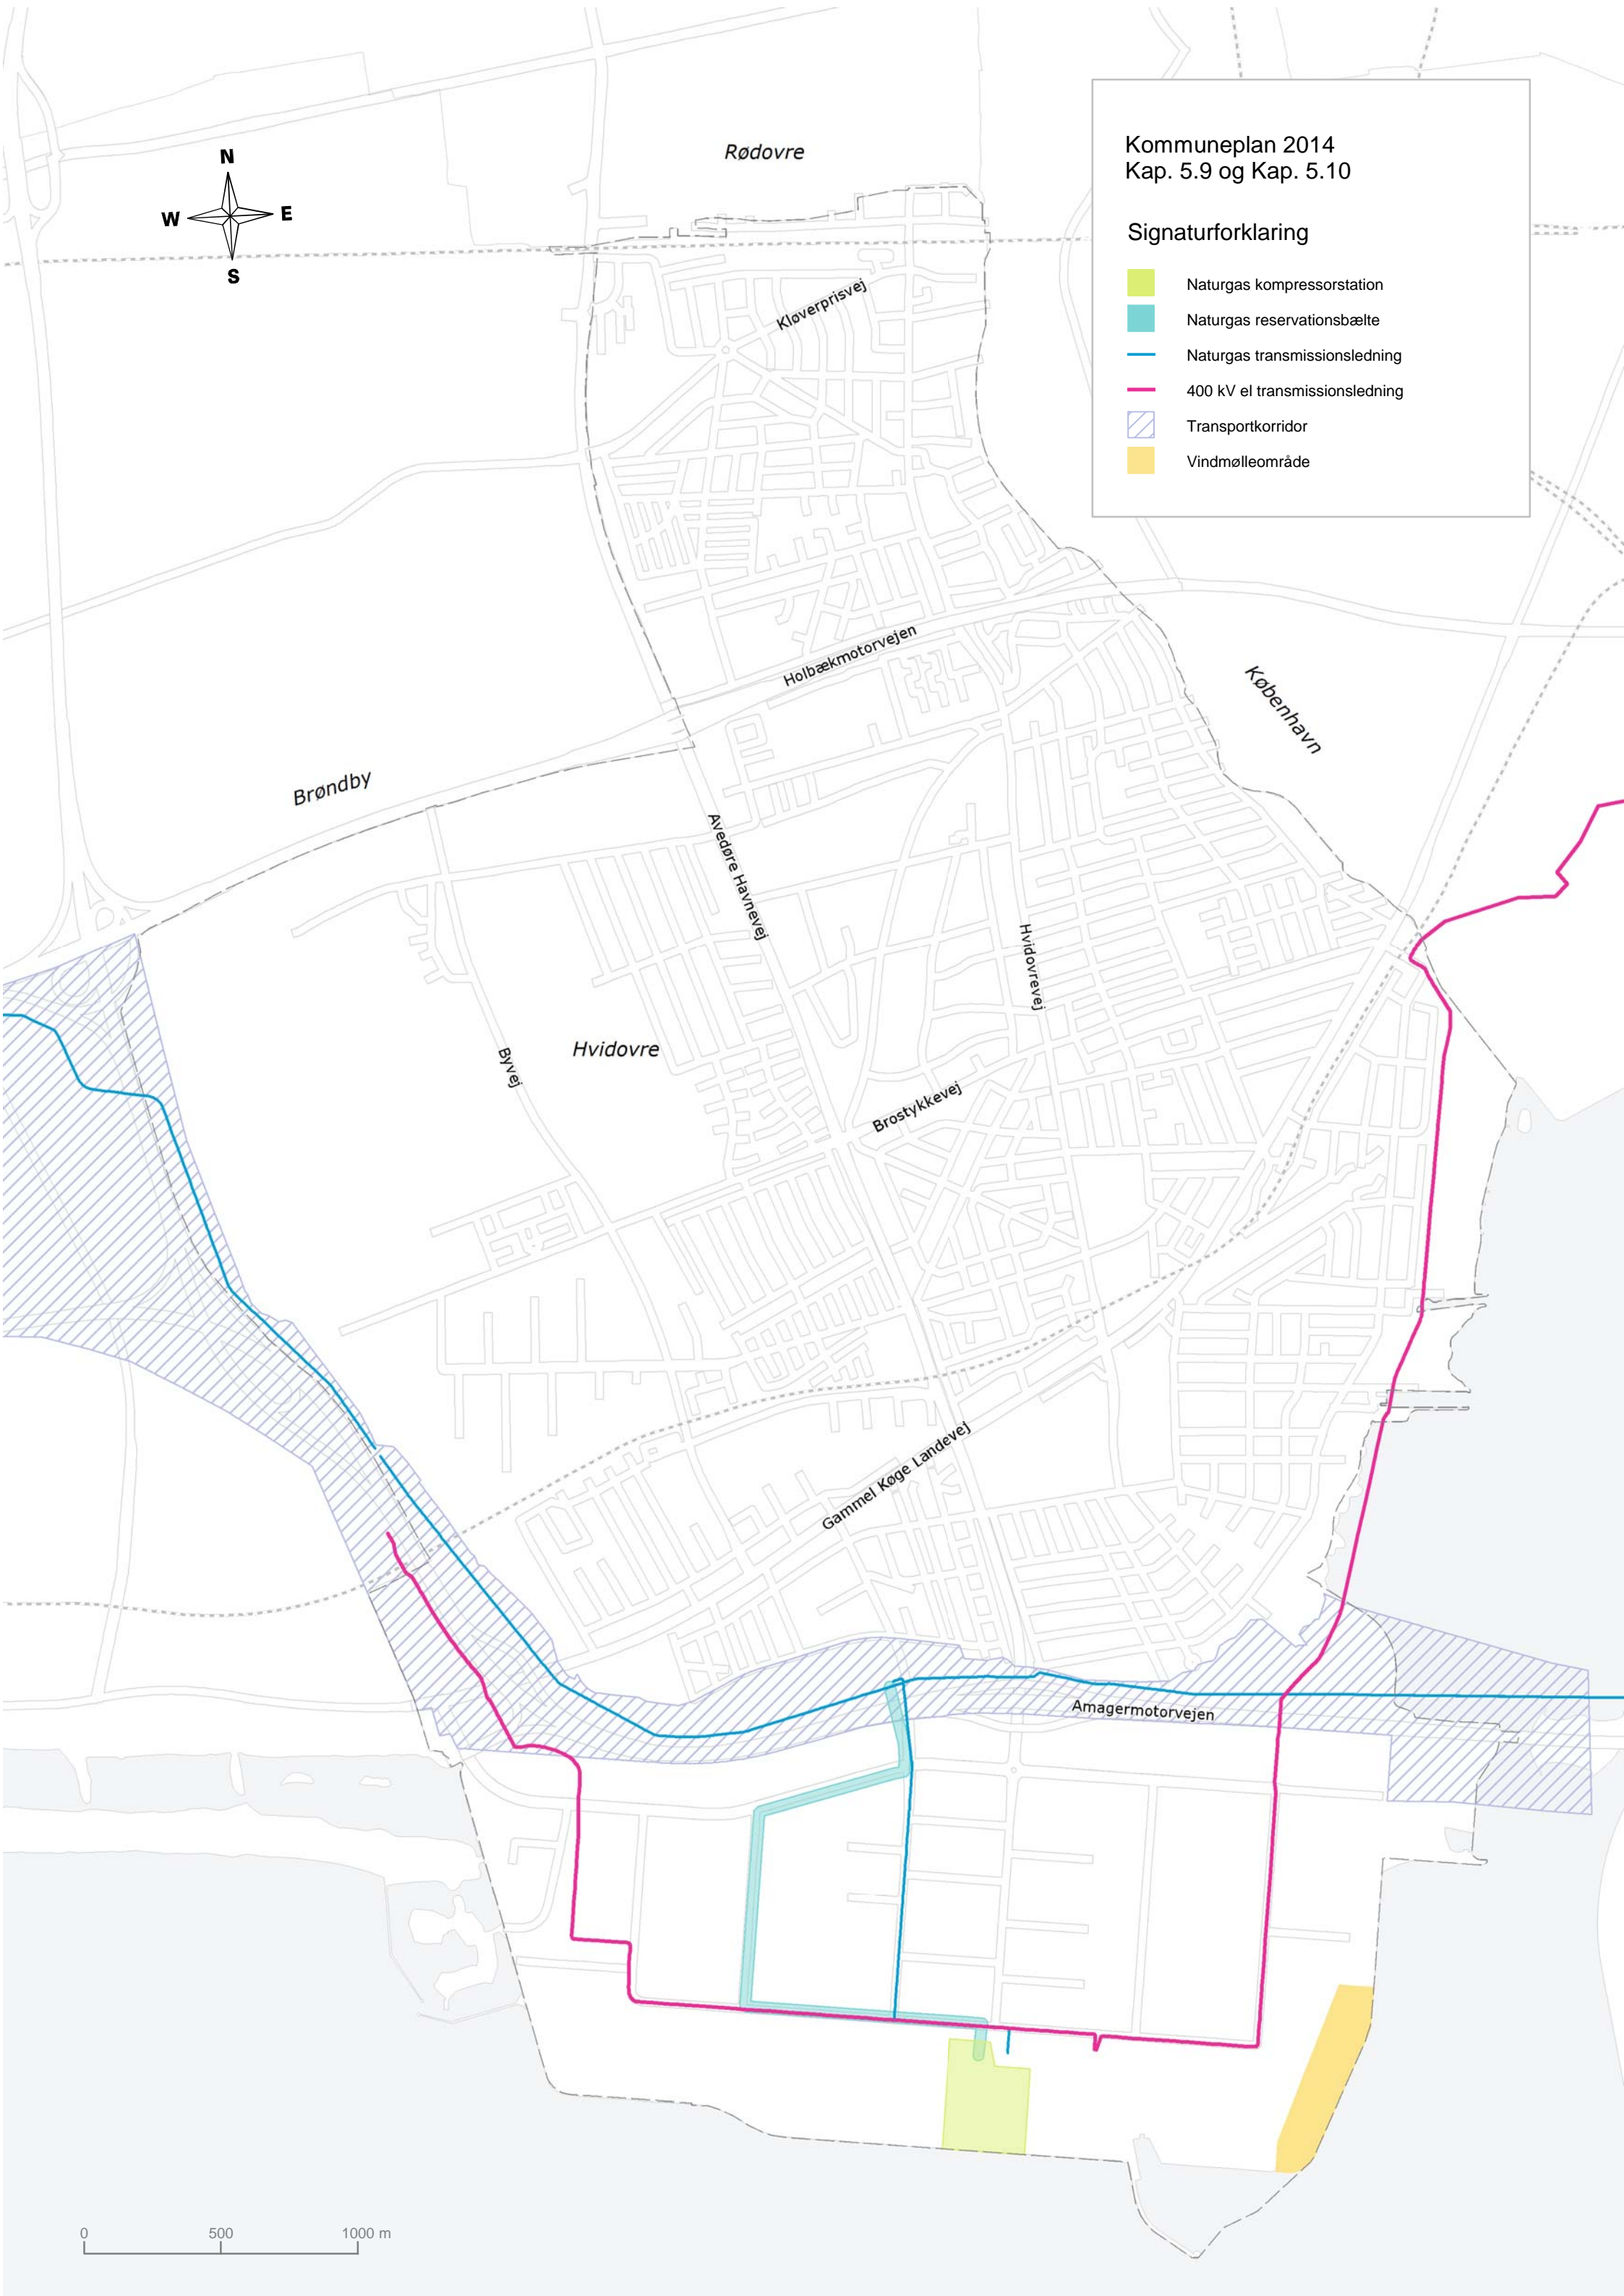 Kommuneplan 2014
Kap. 5.9 og Kap. 5.10
Signaturforklaring
Naturgas kompressorstation
Naturgas reservationsbælte
Naturgas transmissionsledning
400 kV el transmissionsledning
Transportkorridor
Vindmølleområde
N
W
E
S
Rødovre
Kløverprisvej
Holbækmotorvejen
København
Brøndby
Avedøre Havnevej
Hvidovrevej
Hvidovre
Byvej
Brostykkevej
Gammel Køge Landevej
Amagermotorvejen
0 500 1000 m